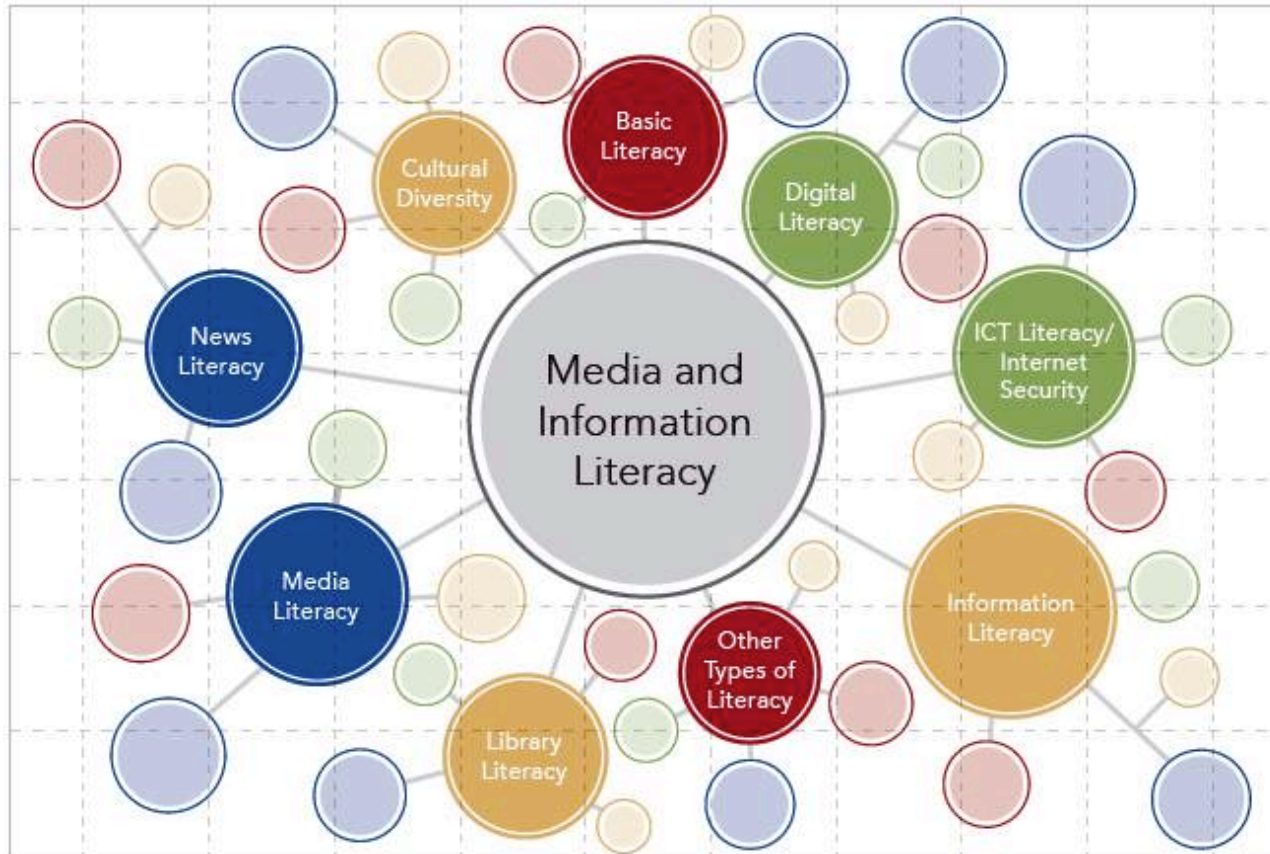 Basic
Literacy
Cultural
Diversity
Digital
Literacy
News
Literacy
ICT Literacy/
Internet
Security
Media and
Information
Literacy
Media
Literacy
Information
Literacy
Other
Types of
Literacy
Library
Literacy